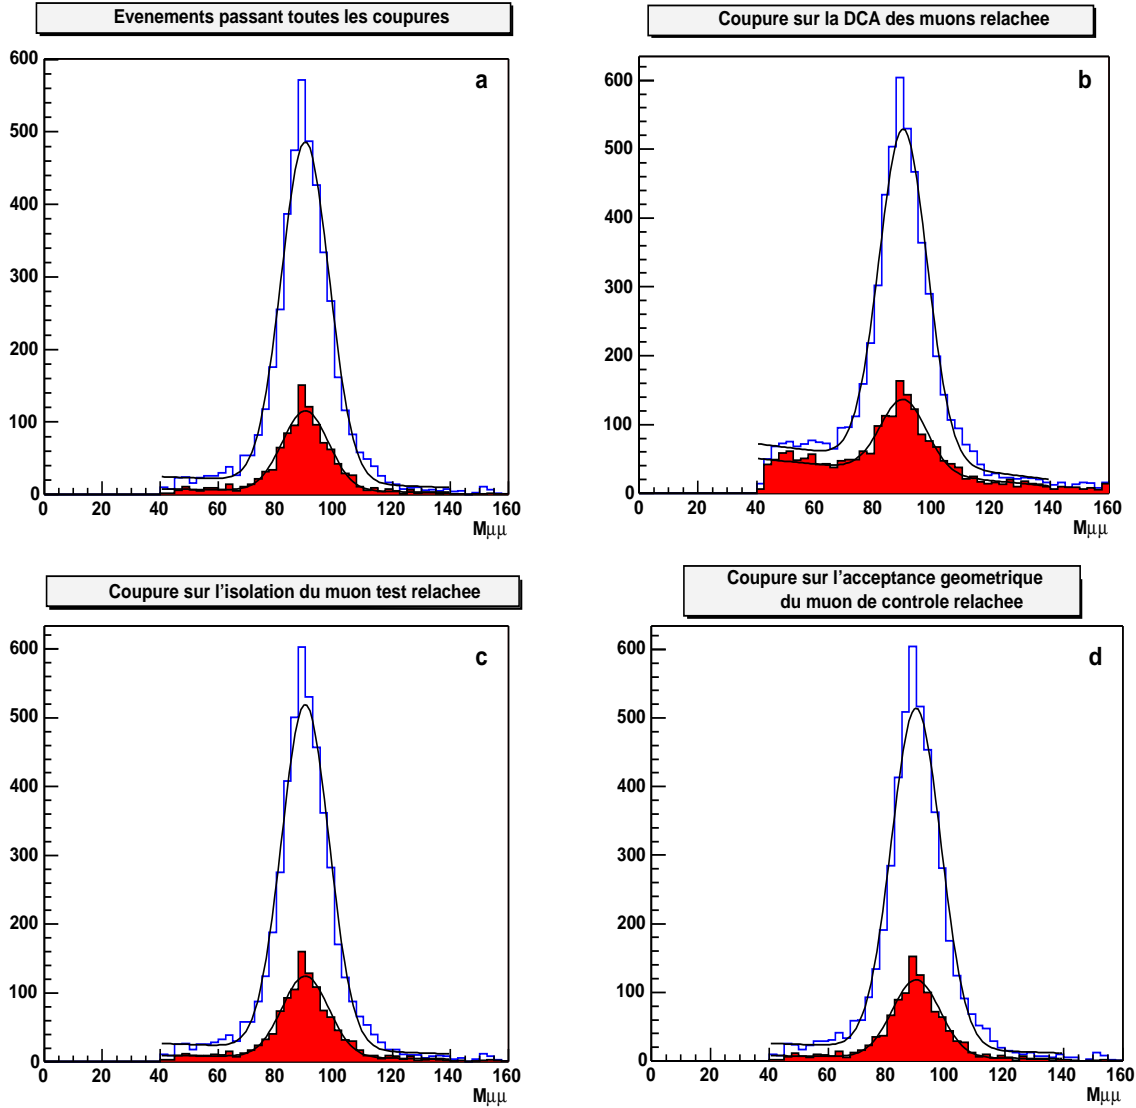 Evenements passant toutes les coupures
a
600
500
400
300
200
100
0
0 20 40 60 80 100 120 140 160
Mμμ
Coupure sur la DCA des muons relachee
b
600
500
400
300
200
100
0
0 20 40 60 80 100 120 140 160
Mμμ
Coupure sur l'isolation du muon test relachee
c
600
500
400
300
200
100
0
0 20 40 60 80 100 120 140 160
Mμμ
Coupure sur l'acceptance geometrique
du muon de controle relachee
d
600
500
400
300
200
100
0
0 20 40 60 80 100 120 140 160
Mμμ